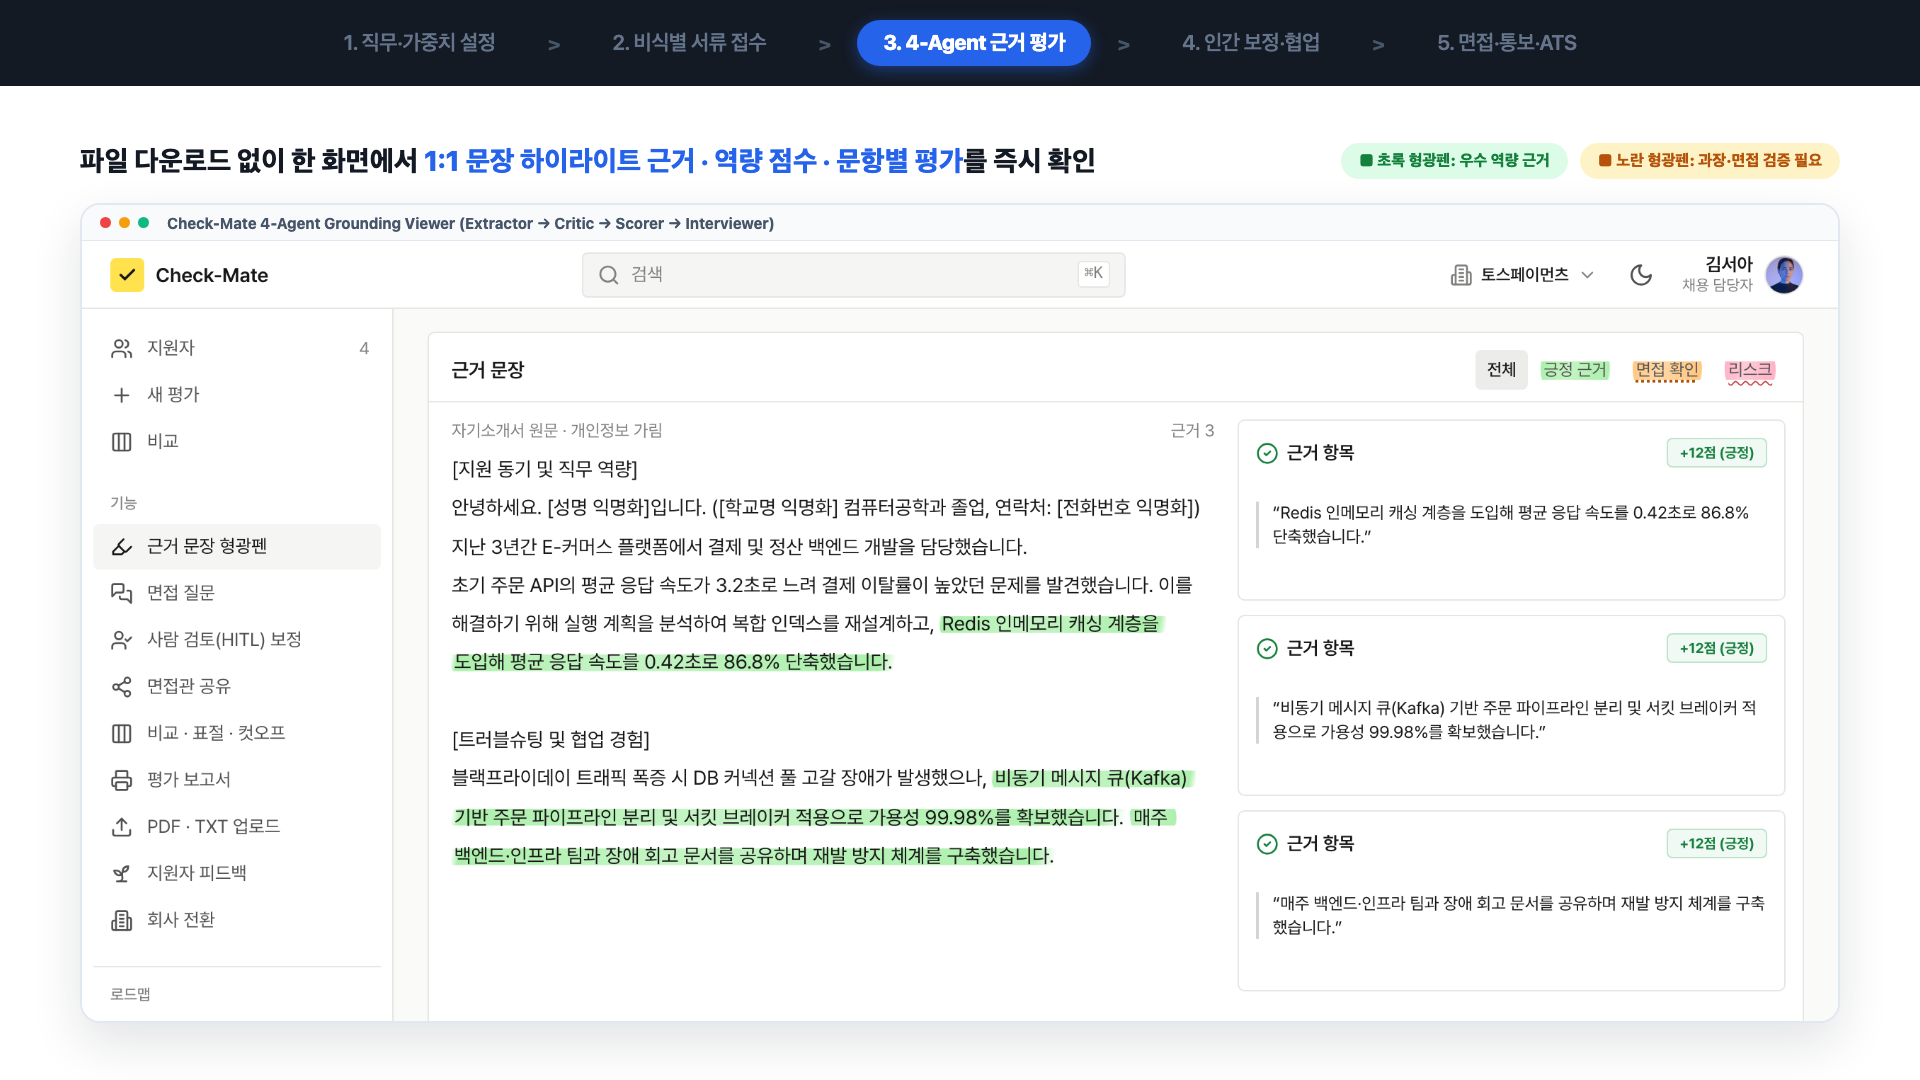 1. 직무·가중치 설정 > 2. 비식별 서류 접수 > 3. 4-Agent 근거 평가 > 4. 인간 보정·협업 > 5. 면접·통보·ATS
파일 다운로드 없이 한 화면에서 1:1 문장 하이라이트 근거 · 역량 점수 · 문항별 평가를 즉시 확인
초록 형광펜: 우수 역량 근거
노란 형광펜: 과장·면접 검증 필요
Check-Mate 4-Agent Grounding Viewer (Extractor → Critic → Scorer → Interviewer)
Check-Mate
검색
⌘K
토스페이먼츠
김서아
채용 담당자
지원자 4
새 평가
비교
기능
근거 문장 형광펜
면접 질문
사람 검토(HITL) 보정
면접관 공유
비교 · 표절 · 컷오프
평가 보고서
PDF · TXT 업로드
지원자 피드백
회사 전환
로드맵
근거 문장
전체 긍정 근거 면접 확인 리스크
자기소개서 원문 · 개인정보 가림 근거 3
[지원 동기 및 직무 역량]
안녕하세요. [성명 익명화]입니다. ([학교명 익명화] 컴퓨터공학과 졸업, 연락처: [전화번호 익명화])
지난 3년간 E-커머스 플랫폼에서 결제 및 정산 백엔드 개발을 담당했습니다.
초기 주문 API의 평균 응답 속도가 3.2초로 느려 결제 이탈률이 높았던 문제를 발견했습니다. 이를
해결하기 위해 실행 계획을 분석하여 복합 인덱스를 재설계하고, Redis 인메모리 캐싱 계층을
도입해 평균 응답 속도를 0.42초로 86.8% 단축했습니다.
[트러블슈팅 및 협업 경험]
블랙프라이데이 트래픽 폭증 시 DB 커넥션 풀 고갈 장애가 발생했으나, 비동기 메시지 큐(Kafka)
기반 주문 파이프라인 분리 및 서킷 브레이커 적용으로 가용성 99.98%를 확보했습니다. 매주
백엔드·인프라 팀과 장애 회고 문서를 공유하며 재발 방지 체계를 구축했습니다.
근거 항목 +12점 (긍정)
“Redis 인메모리 캐싱 계층을 도입해 평균 응답 속도를 0.42초로 86.8%
단축했습니다.”
근거 항목 +12점 (긍정)
“비동기 메시지 큐(Kafka) 기반 주문 파이프라인 분리 및 서킷 브레이커 적
용으로 가용성 99.98%를 확보했습니다.”
근거 항목 +12점 (긍정)
“매주 백엔드·인프라 팀과 장애 회고 문서를 공유하며 재발 방지 체계를 구축
했습니다.”